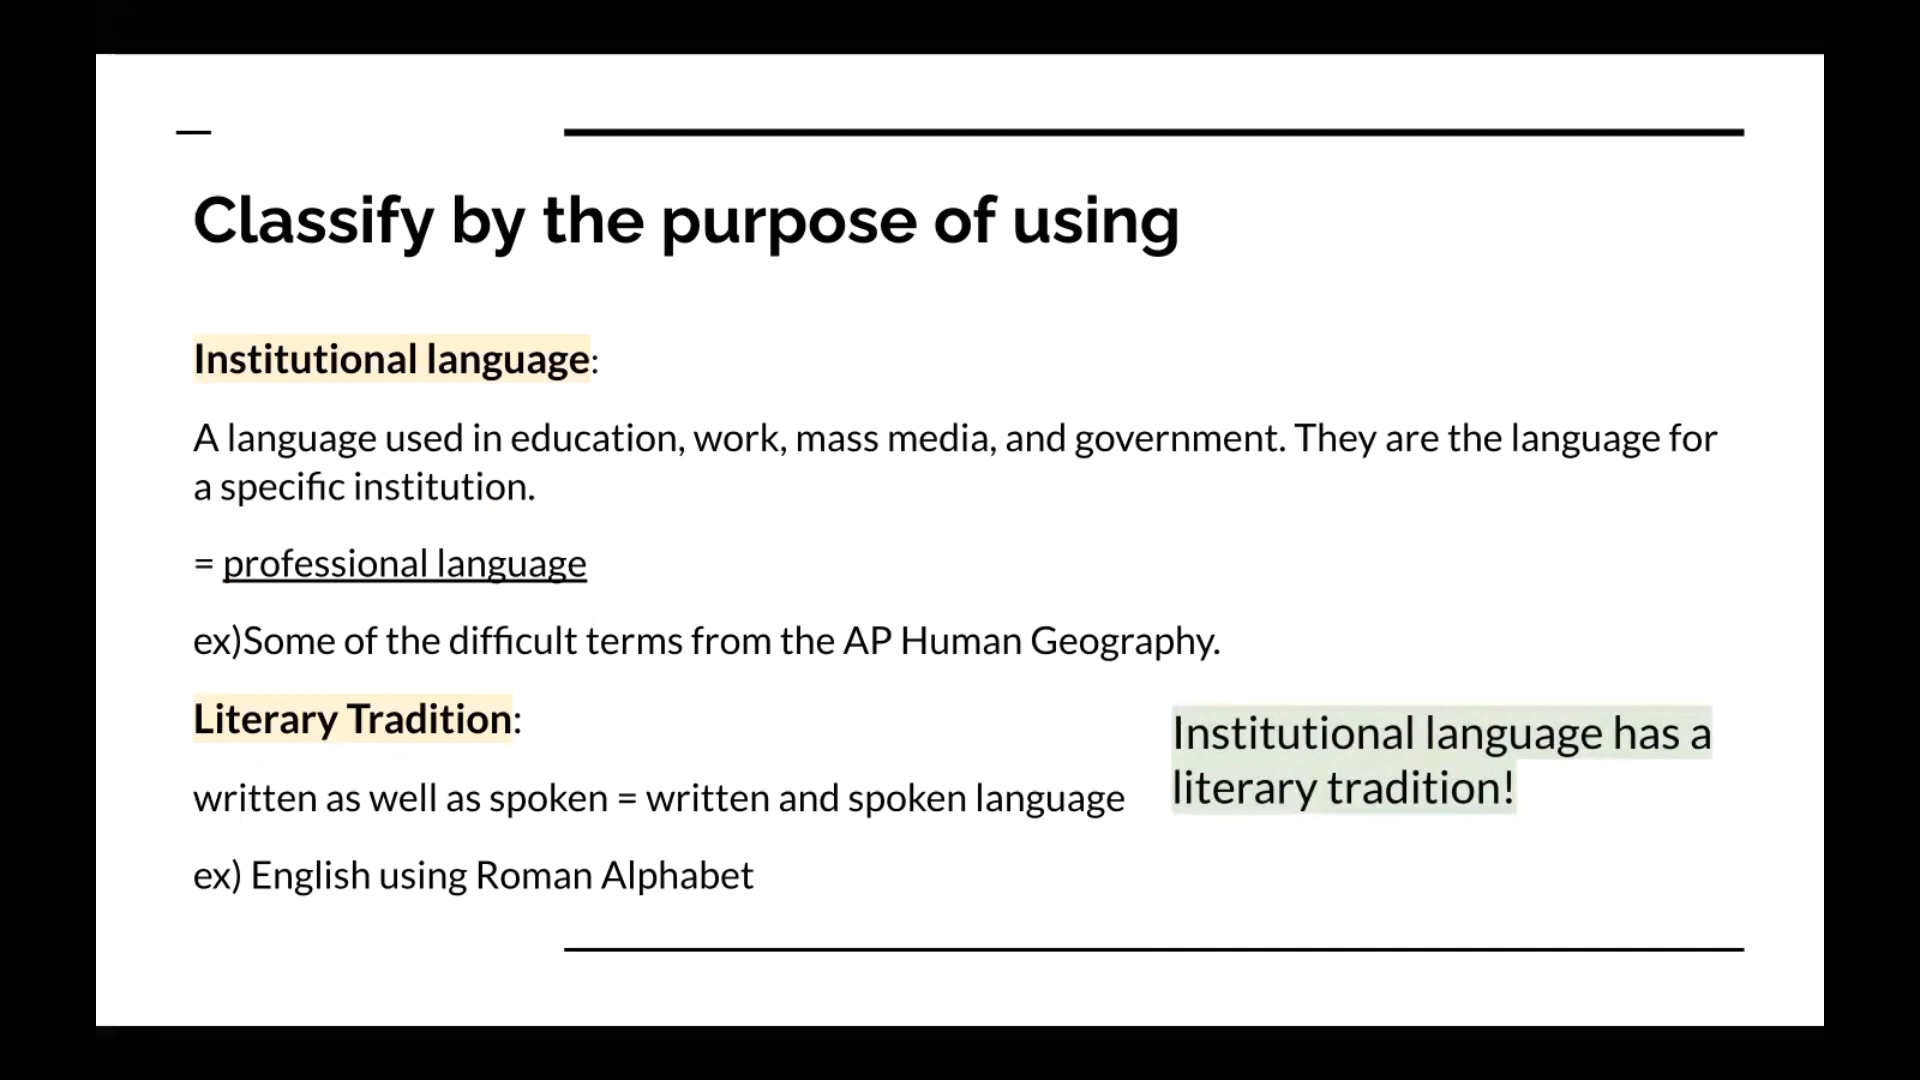 Classify by the purpose of using
Institutional language:
A language used in education, work, mass media, and government. They are the language for
a specific institution.
= professional language
ex)Some of the difficult terms from the AP Human Geography.
Literary Tradition:
written as well as spoken = written and spoken language
ex) English using Roman Alphabet
Institutional language has a
literary tradition!